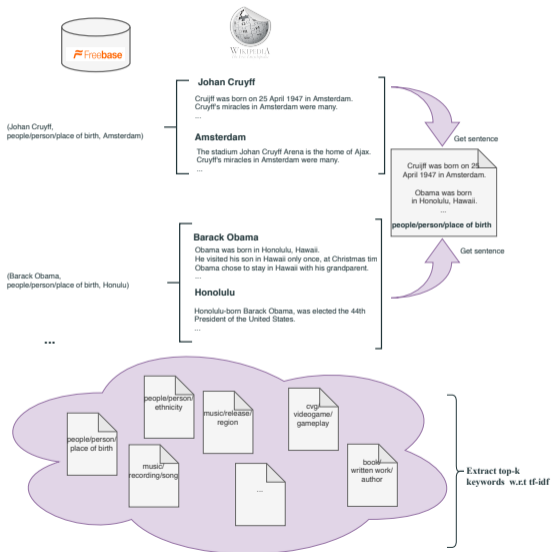 Freebase
WIKIPEDIA
Johan Cruyff
Cruijff was born on 25 April 1947 in Amsterdam.
Cruyff's miracles in Amsterdam were many.
...
(Johan Cruyff,
people/person/place of birth, Amsterdam)
Amsterdam
The stadium Johan Cruyff Arena is the home of Ajax.
Cruyff's miracles in Amsterdam were many.
...
Get sentence
Cruijff was born on 25
April 1947 in Amsterdam.
Obama was born
in Honolulu, Hawaii.
...
people/person/place of birth
Get sentence
Barack Obama
Obama was born in Honolulu, Hawaii.
He visited his son in Hawaii only once, at Christmas tim
Obama chose to stay in Hawaii with his grandparent.
...
(Barack Obama,
people/person/place of birth, Honulu)
Honolulu
Honolulu-born Barack Obama, was elected the 44th
President of the United States.
...
...
people/person/
ethnicity
music/release/
region
cvg/
videogame/
gameplay
people/person/
place of birth
music/
recording/song
...
book/
written work/
author
Extract top-k
keywords w.r.t tf-idf